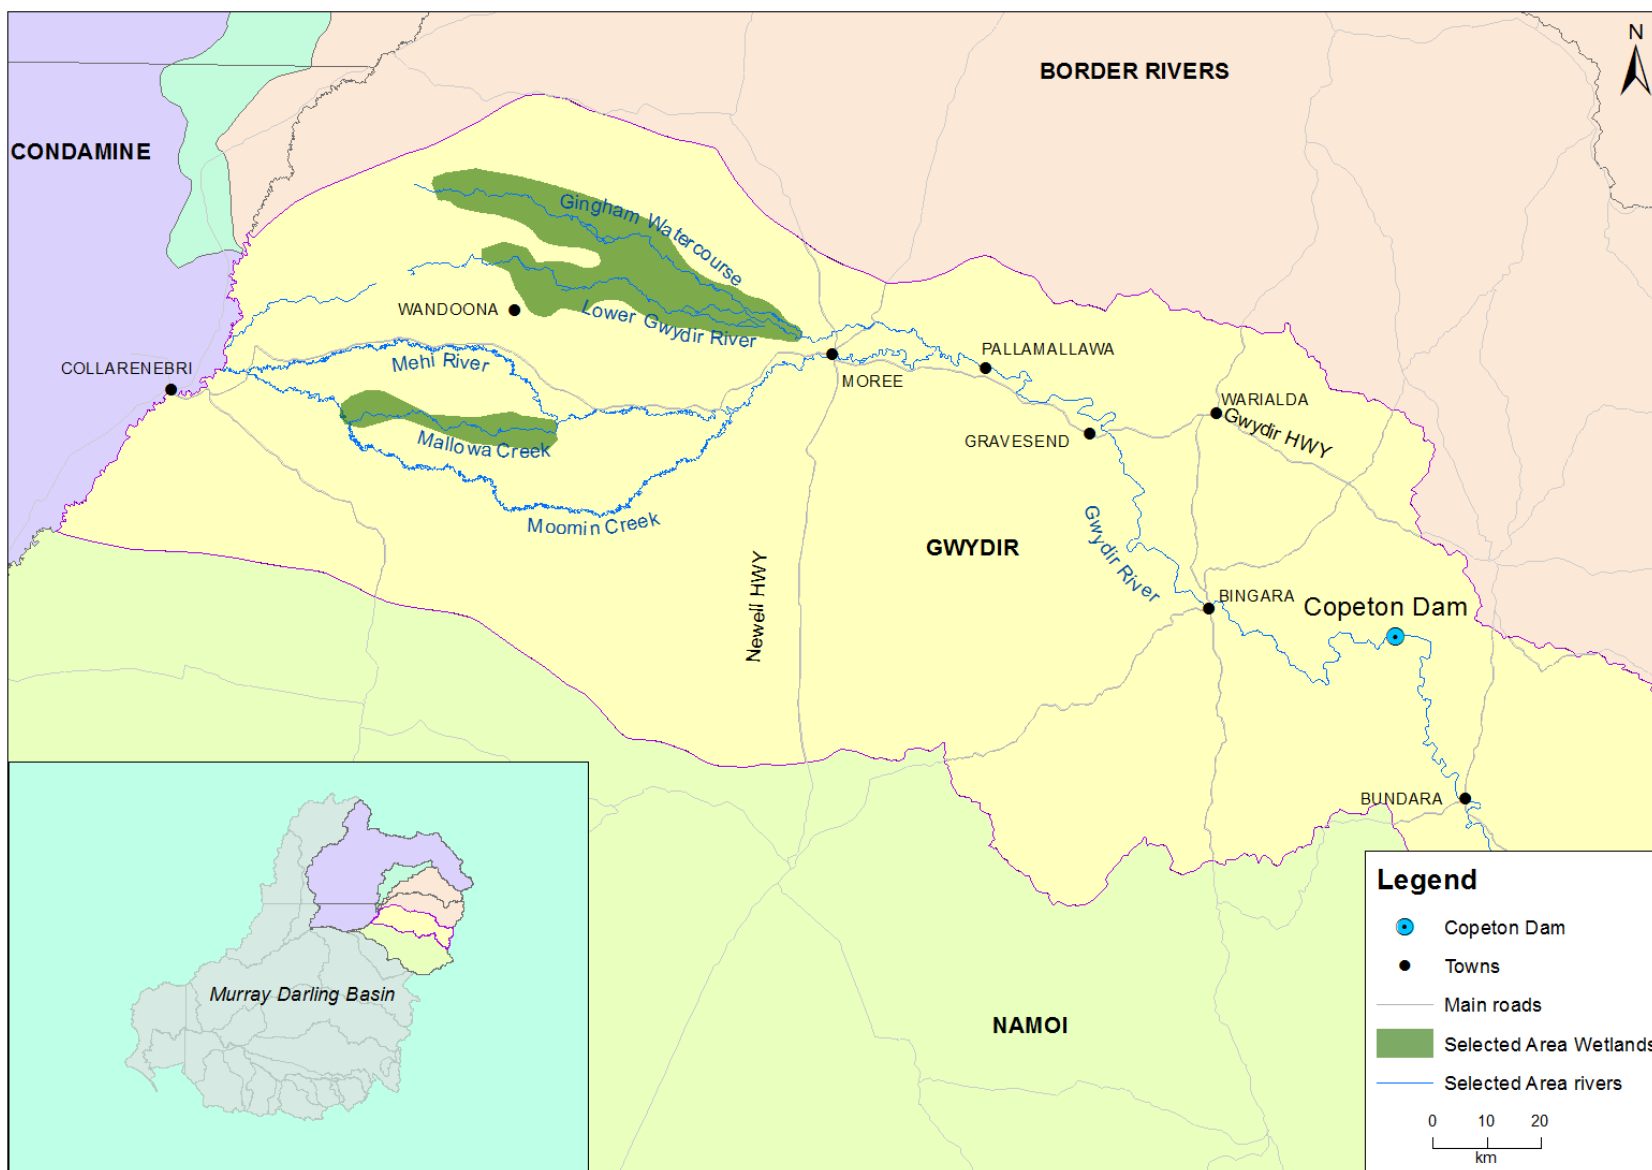 N
BORDER RIVERS
CONDAMINE
Gingham Watercourse
WANDOONA
Lower Gwydir River
COLLARENEBRI
Mehi River
PALLAMALLAWA
MOREE
WARIALDA
Gwydir HWY
GRAVESEND
Mallowa Creek
Moomin Creek
GWYDIR
Gwydir River
Newell HWY
BINGARA
Copeton Dam
BUNDARA
Murray Darling Basin
NAMOI
Legend
Copeton Dam
Towns
Main roads
Selected Area Wetlands
Selected Area rivers
0 10 20
km